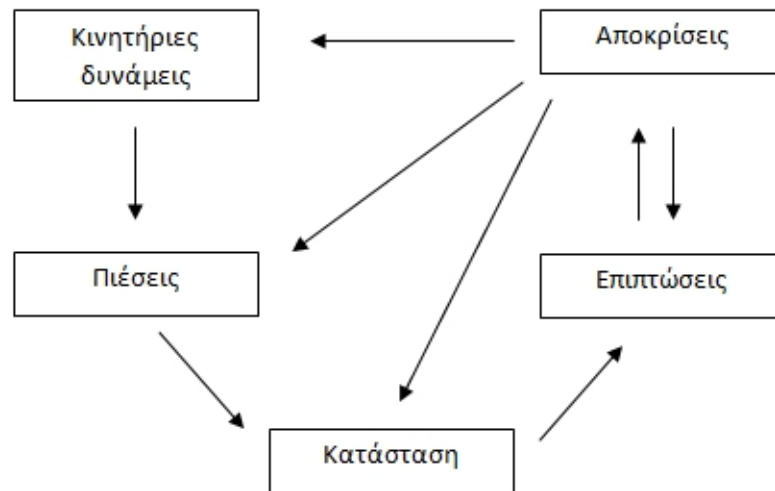 Κινητήριες
δυνάμεις
Αποκρίσεις
Πιέσεις
Επιπτώσεις
Κατάσταση